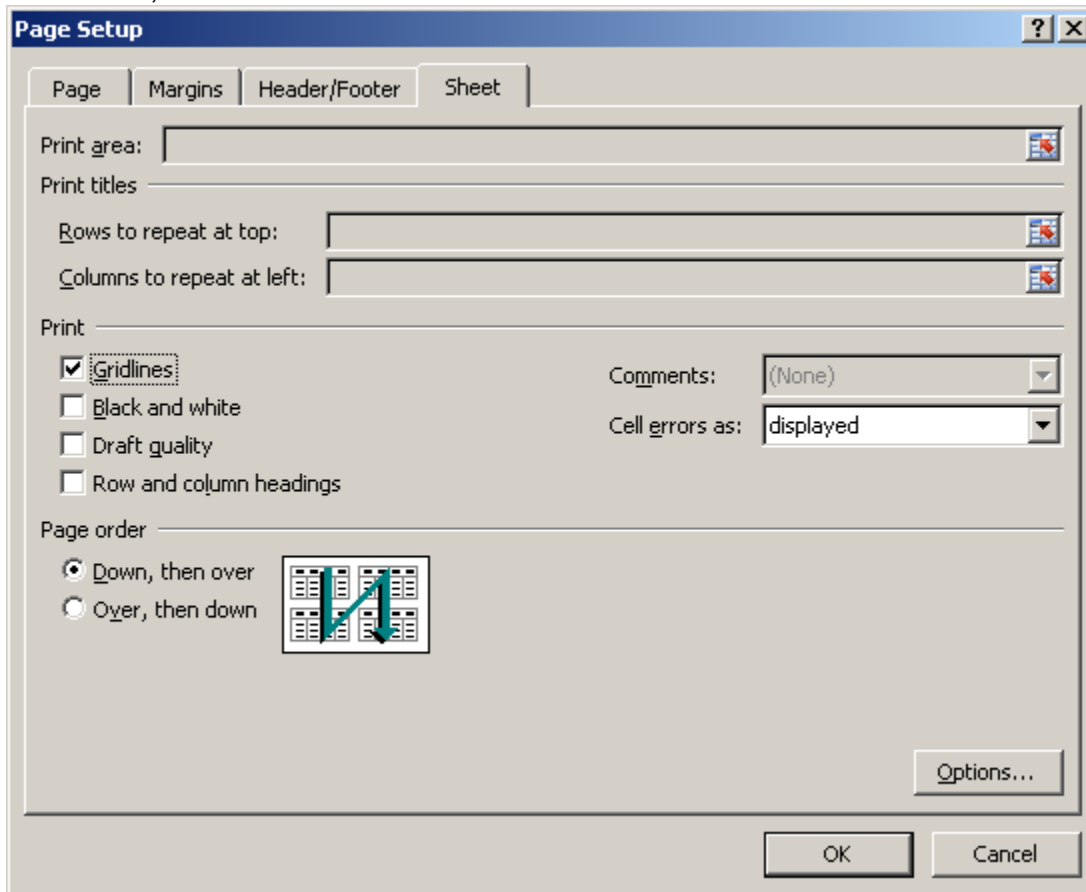 Page Setup
Page Margins Header/Footer Sheet
Print area:
Print titles
Rows to repeat at top:
Columns to repeat at left:
Print
Gridlines
Comments: (None)
Black and white
Cell errors as: displayed
Draft quality
Row and column headings
Page order
Down, then over
Over, then down
Options...
OK Cancel